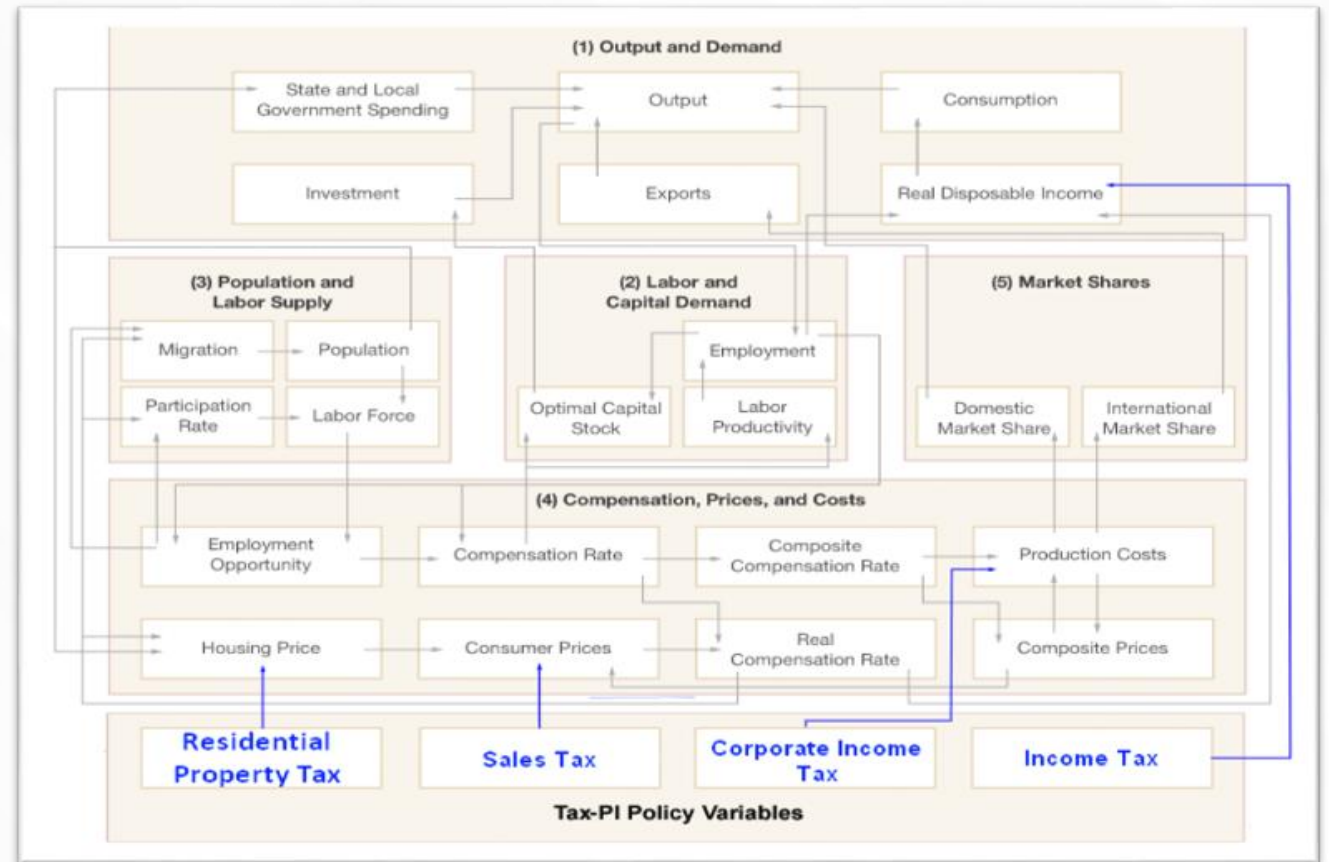 (1) Output and Demand
State and Local
Government Spending
Output
Consumption
Investment
Exports
Real Disposable Income
(3) Population and
Labor Supply
Migration
Population
Participation
Rate
Labor Force
(2) Labor and
Capital Demand
Employment
Optimal Capital
Stock
Labor
Productivity
(5) Market Shares
Domestic
Market Share
International
Market Share
(4) Compensation, Prices, and Costs
Employment
Opportunity
Compensation Rate
Composite
Compensation Rate
Production Costs
Housing Price
Consumer Prices
Real
Compensation Rate
Composite Prices
Residential
Property Tax
Sales Tax
Corporate Income
Tax
Income Tax
Tax-PI Policy Variables